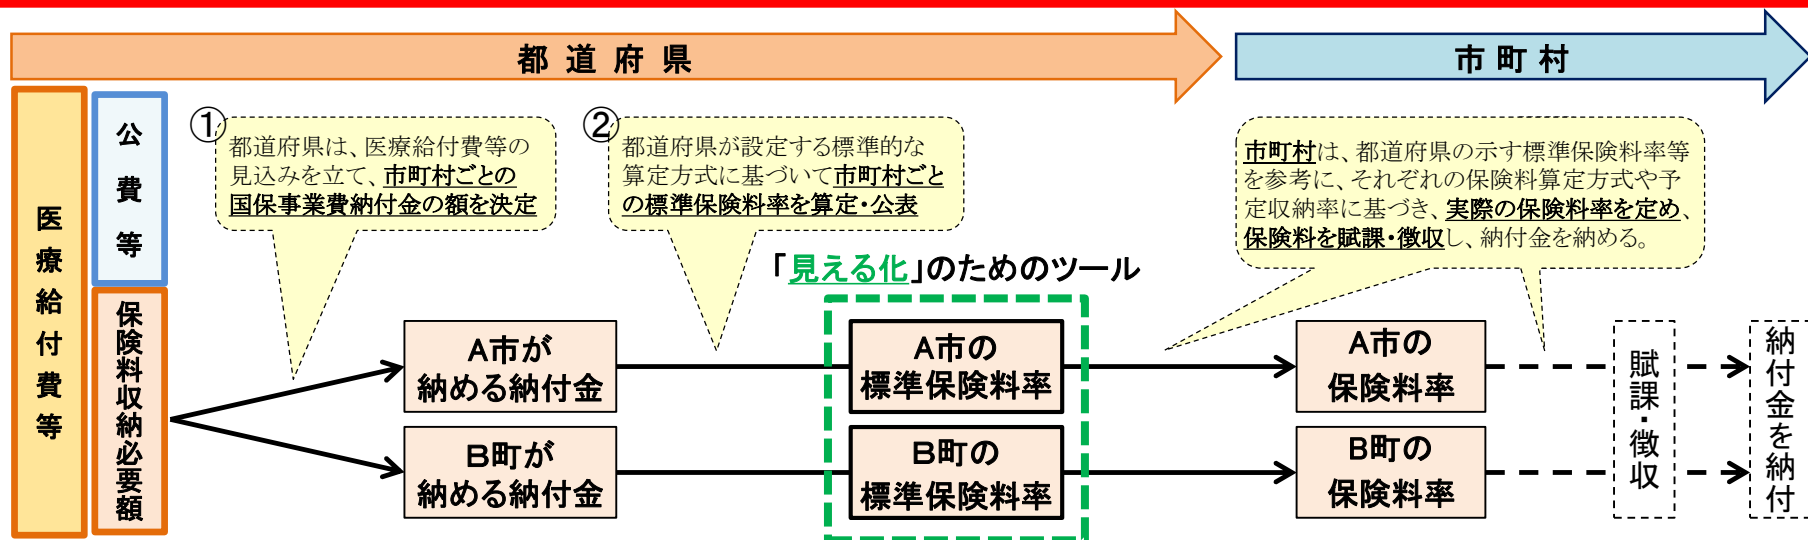 都道府県
市町村
医療給付費等
公費等
保険料収納必要額
①
都道府県は、医療給付費等の
見込みを立て、市町村ごとの
国保事業費納付金の額を決定
②
都道府県が設定する標準的な
算定方式に基づいて市町村ごと
の標準保険料率を算定・公表
市町村は、都道府県の示す標準保険料率等
を参考に、それぞれの保険料算定方式や予
定収納率に基づき、実際の保険料率を定め、
保険料を賦課・徴収し、納付金を納める。
「見える化」のためのツール
A市が
納める納付金
A市の
標準保険料率
A市の
保険料率
B町が
納める納付金
B町の
標準保険料率
B町の
保険料率
賦課・徴収
納付金を納付